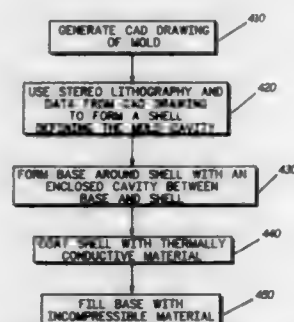 410
GENERATE CAD DRAWING
OF MOLD
420
USE STEREO LITHOGRAPHY AND
DATA FROM CAD DRAWING
TO FORM A SHELL
DEFINING THE MOLD CAVITY
430
FORM BASE AROUND SHELL WITH AN
ENCLOSED CAVITY BETWEEN
BASE AND SHELL
440
COAT SHELL WITH THERMALLY
CONDUCTIVE MATERIAL
450
FILL BASE WITH
INCOMPRESSIBLE MATERIAL